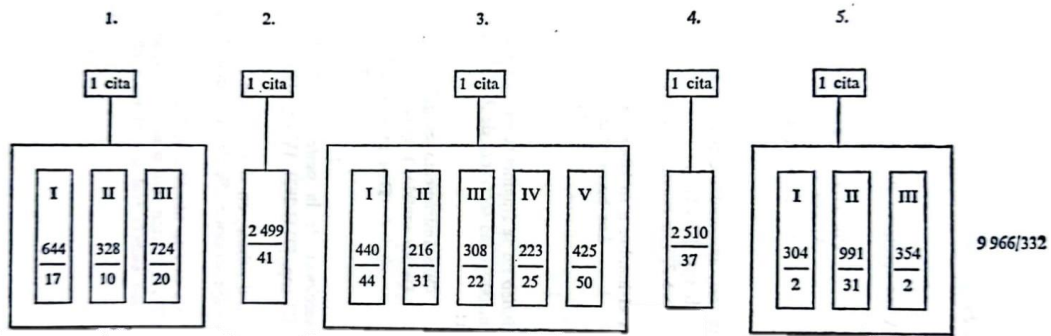 1. 2. 3. 4. 5.
1 cita 1 cita 1 cita 1 cita 1 cita
I II III I II III IV V I II III
644 328 724 2 499 440 216 308 223 425 2 510 304 991 354
17 10 20 41 44 31 22 25 50 37 2 31 2
9 966/332